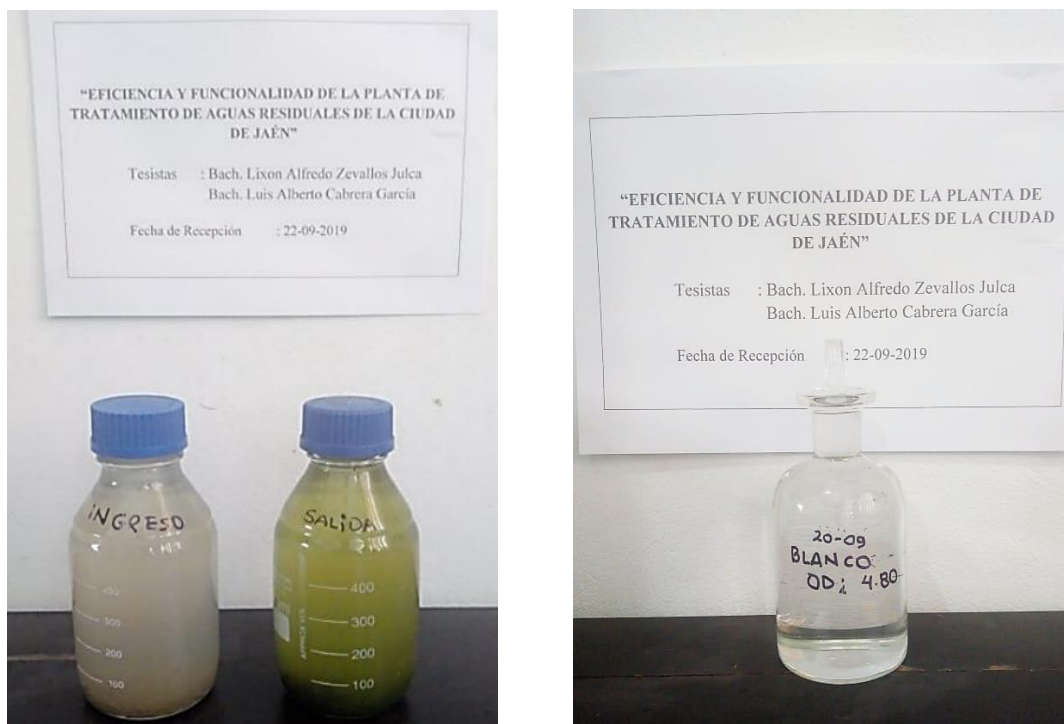 “EFICIENCIA Y FUNCIONALIDAD DE LA PLANTA DE
TRATAMIENTO DE AGUAS RESIDUALES DE LA CIUDAD
DE JAÉN”
Tesistas : Bach. Lixon Alfredo Zevallos Julca
Bach. Luis Alberto Cabrera García
Fecha de Recepción : 22-09-2019
INGRESO
400
300
200
100
SALIDA
400
300
200
100
“EFICIENCIA Y FUNCIONALIDAD DE LA PLANTA DE
TRATAMIENTO DE AGUAS RESIDUALES DE LA CIUDAD
DE JAÉN”
Tesistas : Bach. Lixon Alfredo Zevallos Julca
Bach. Luis Alberto Cabrera García
Fecha de Recepción : 22-09-2019
20-09
BLANCO
OD; 4.80